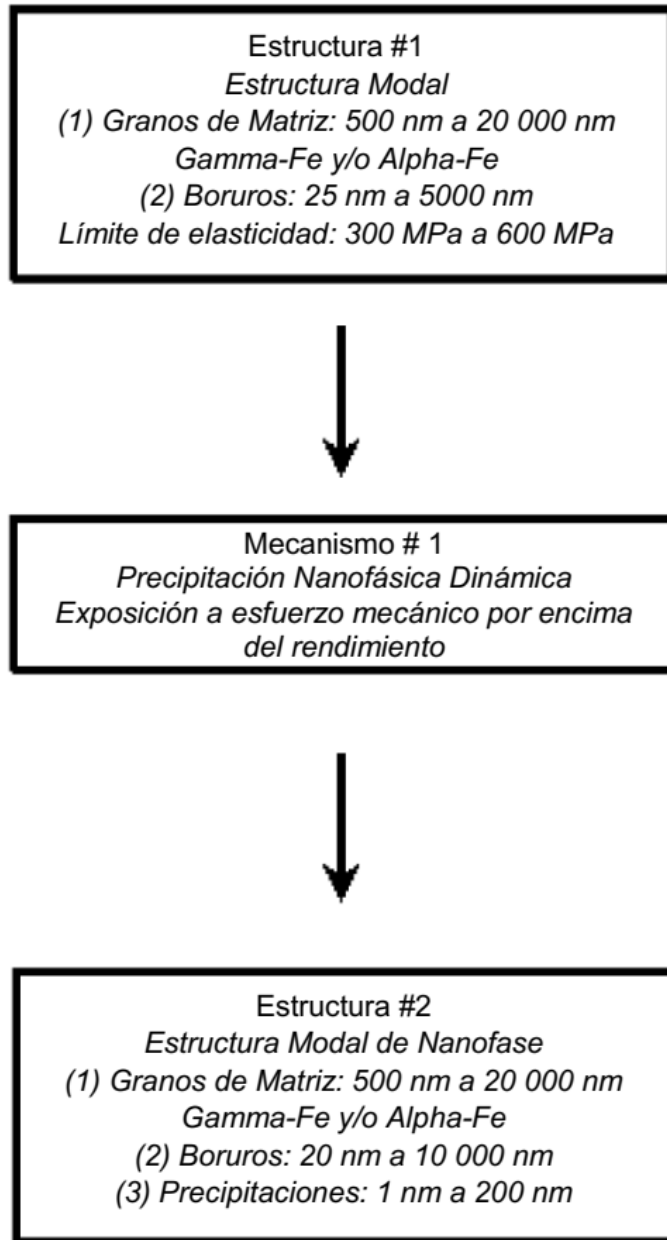 Estructura #1
Estructura Modal
(1) Granos de Matriz: 500 nm a 20 000 nm
Gamma-Fe y/o Alpha-Fe
(2) Boruros: 25 nm a 5000 nm
Límite de elasticidad: 300 MPa a 600 MPa
Mecanismo # 1
Precipitación Nanofásica Dinámica
Exposición a esfuerzo mecánico por encima
del rendimiento
Estructura #2
Estructura Modal de Nanofase
(1) Granos de Matriz: 500 nm a 20 000 nm
Gamma-Fe y/o Alpha-Fe
(2) Boruros: 20 nm a 10 000 nm
(3) Precipitaciones: 1 nm a 200 nm